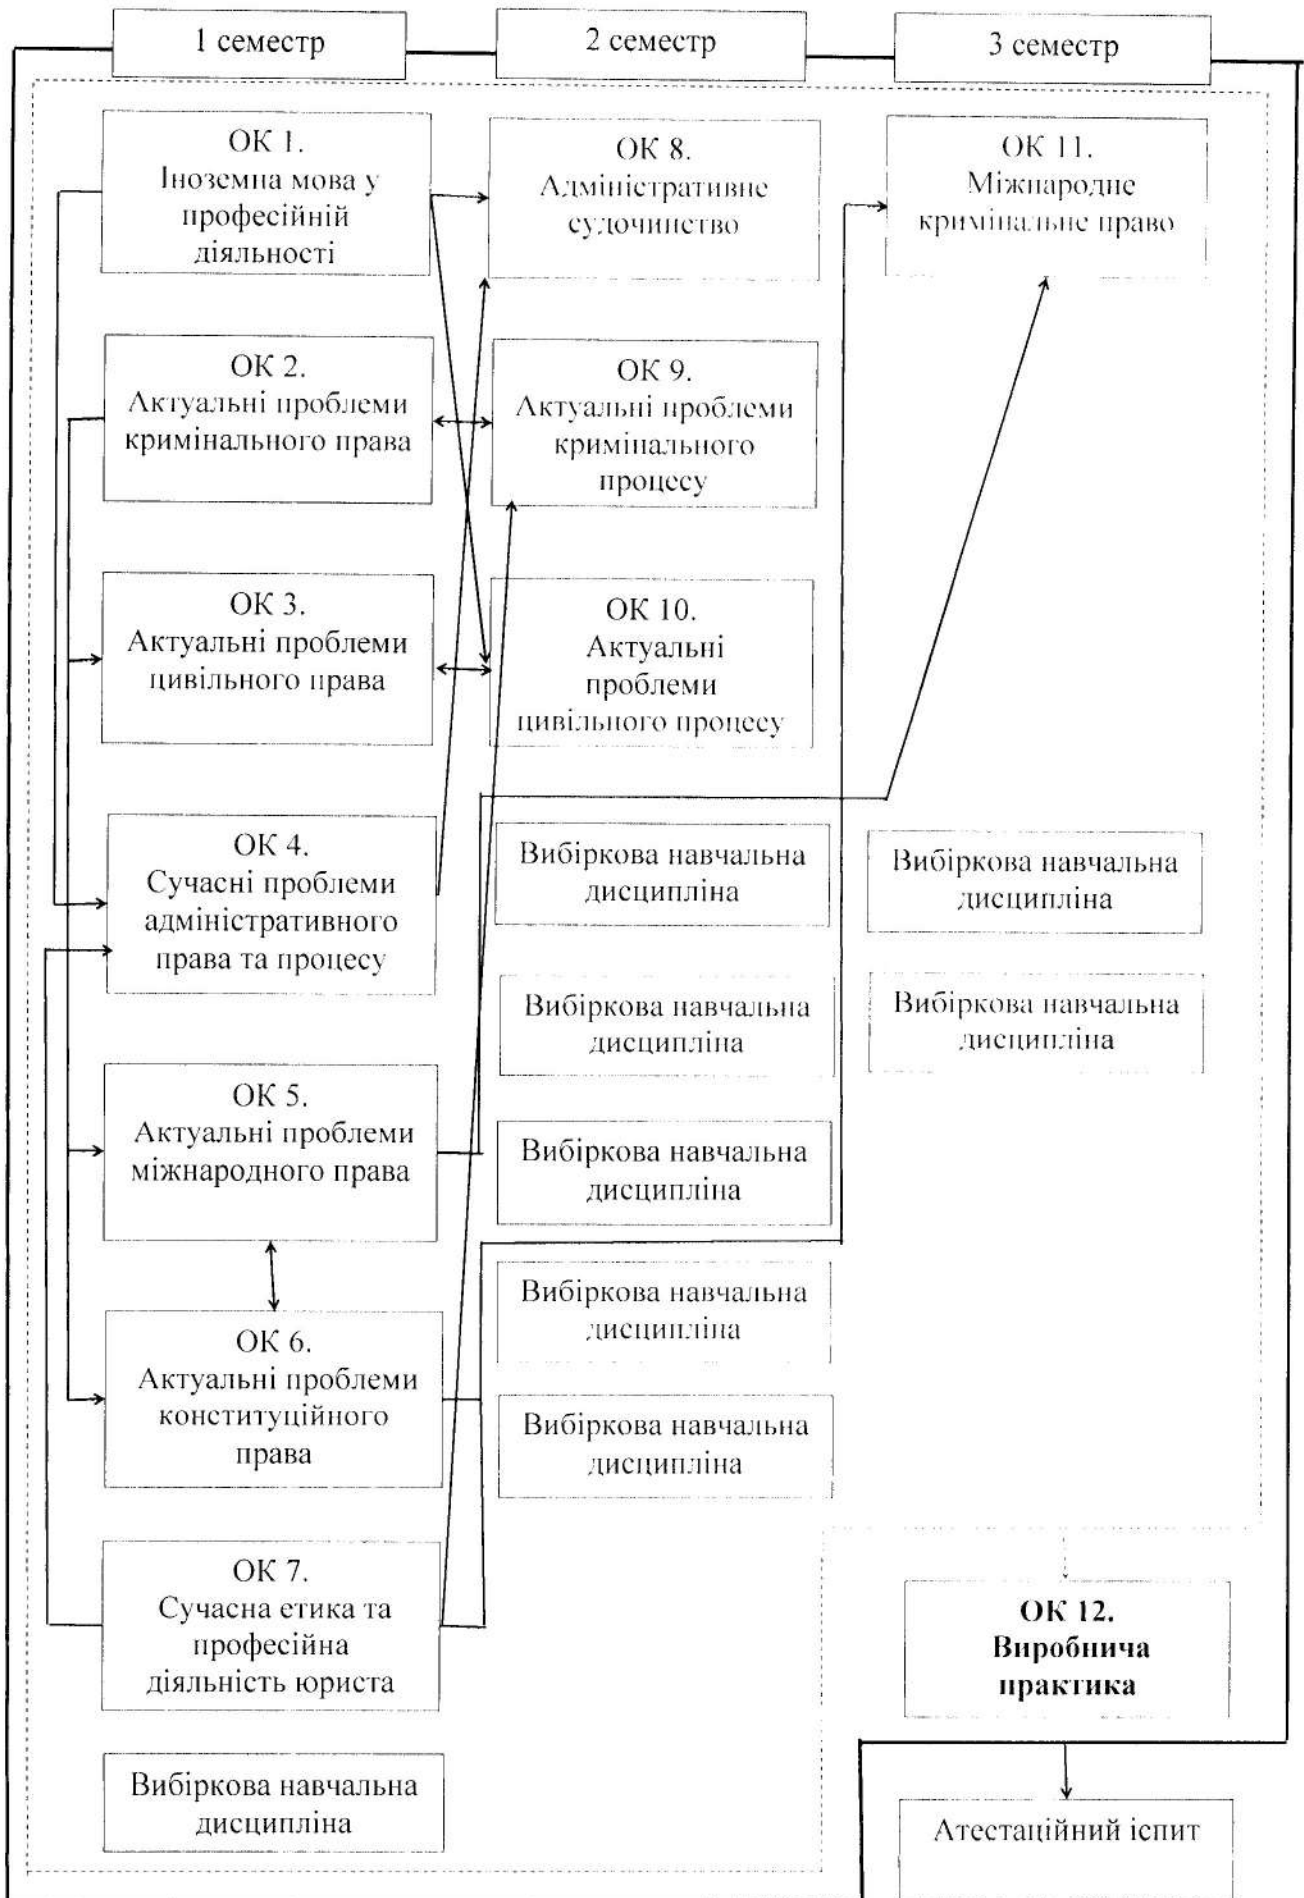 1 семестр
2 семестр
3 семестр
ОК 1.
Іноземна мова у
професійній
діяльності
ОК 8.
Адміністративне
судочинство
ОК 11.
Міжнародне
кримінальне право
ОК 2.
Актуальні проблеми
кримінального права
ОК 9.
Актуальні проблеми
кримінального
процесу
ОК 3.
Актуальні проблеми
цивільного права
ОК 10.
Актуальні
проблеми
цивільного процесу
ОК 4.
Сучасні проблеми
адміністративного
права та процесу
Вибіркова навчальна
дисципліна
Вибіркова навчальна
дисципліна
Вибіркова навчальна
дисципліна
Вибіркова навчальна
дисципліна
ОК 5.
Актуальні проблеми
міжнародного права
Вибіркова навчальна
дисципліна
Вибіркова навчальна
дисципліна
ОК 6.
Актуальні проблеми
конституційного
права
Вибіркова навчальна
дисципліна
ОК 7.
Сучасна етика та
професійна
діяльність юриста
ОК 12.
Виробнича
практика
Вибіркова навчальна
дисципліна
Атестаційний іспит